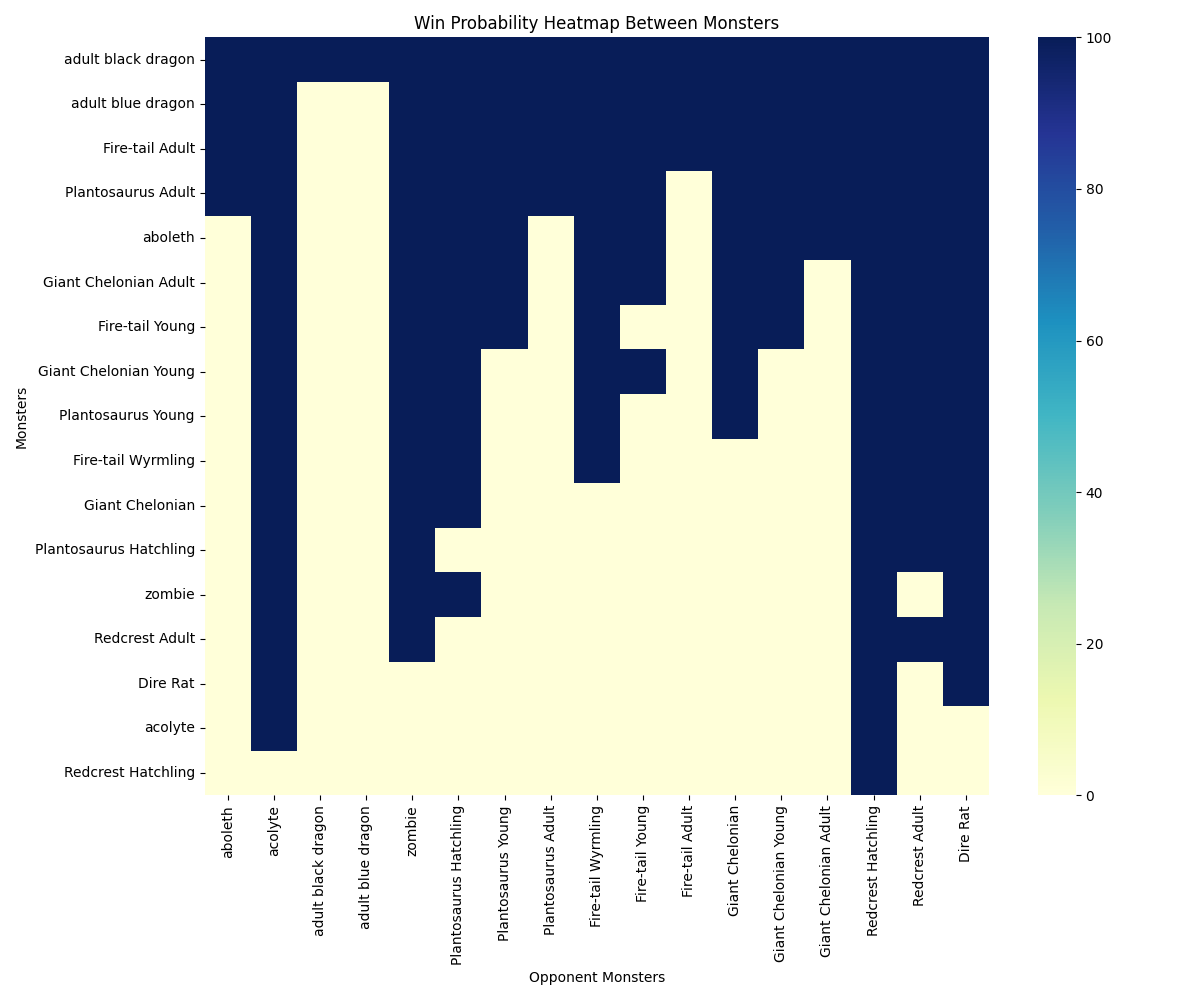 Win Probability Heatmap Between Monsters
Monsters
adult black dragon
adult blue dragon
Fire-tail Adult
Plantosaurus Adult
aboleth
Giant Chelonian Adult
Fire-tail Young
Giant Chelonian Young
Plantosaurus Young
Fire-tail Wyrmling
Giant Chelonian
Plantosaurus Hatchling
zombie
Redcrest Adult
Dire Rat
acolyte
Redcrest Hatchling
aboleth
acolyte
adult black dragon
adult blue dragon
zombie
Plantosaurus Hatchling
Plantosaurus Young
Plantosaurus Adult
Fire-tail Wyrmling
Fire-tail Young
Fire-tail Adult
Giant Chelonian
Giant Chelonian Young
Giant Chelonian Adult
Redcrest Hatchling
Redcrest Adult
Dire Rat
Opponent Monsters
100
80
60
40
20
0